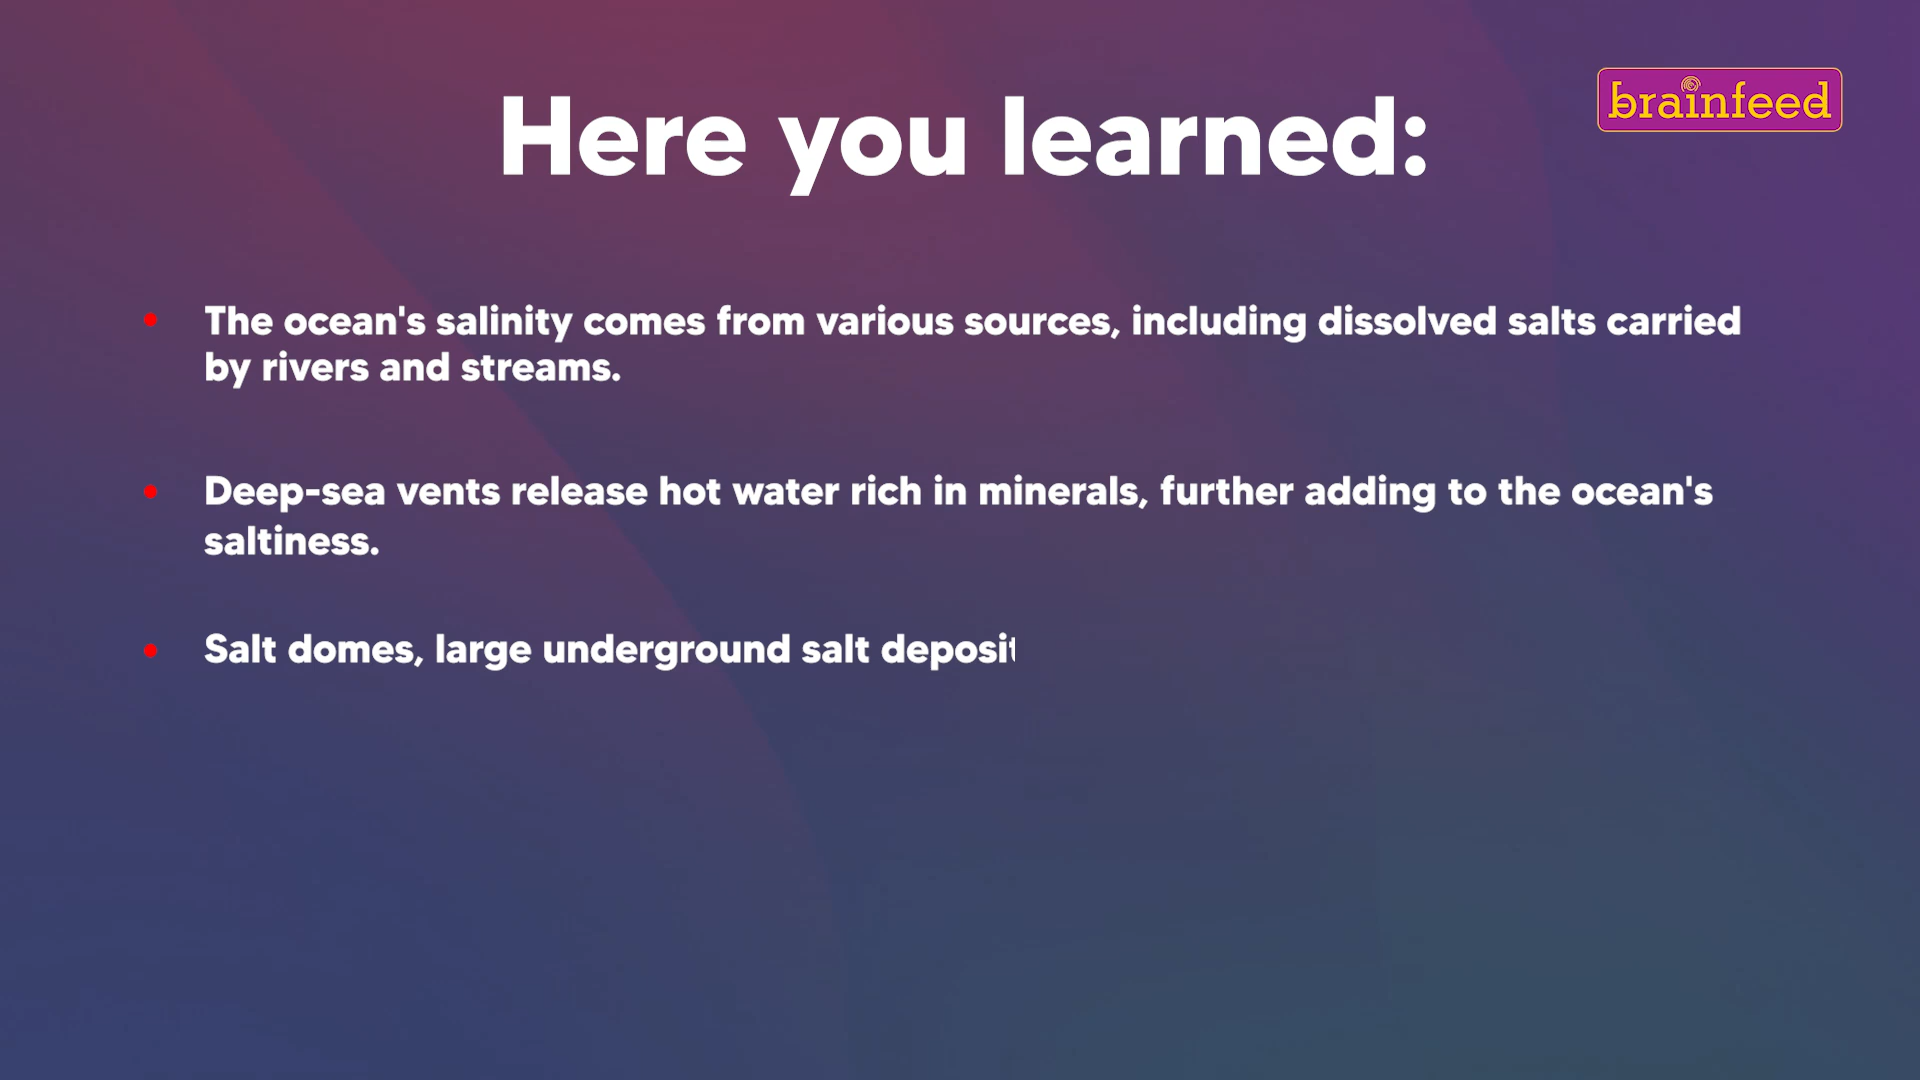 brainfeed
Here you learned:
• The ocean's salinity comes from various sources, including dissolved salts carried
by rivers and streams.
• Deep-sea vents release hot water rich in minerals, further adding to the ocean's
saltiness.
• Salt domes, large underground salt deposit